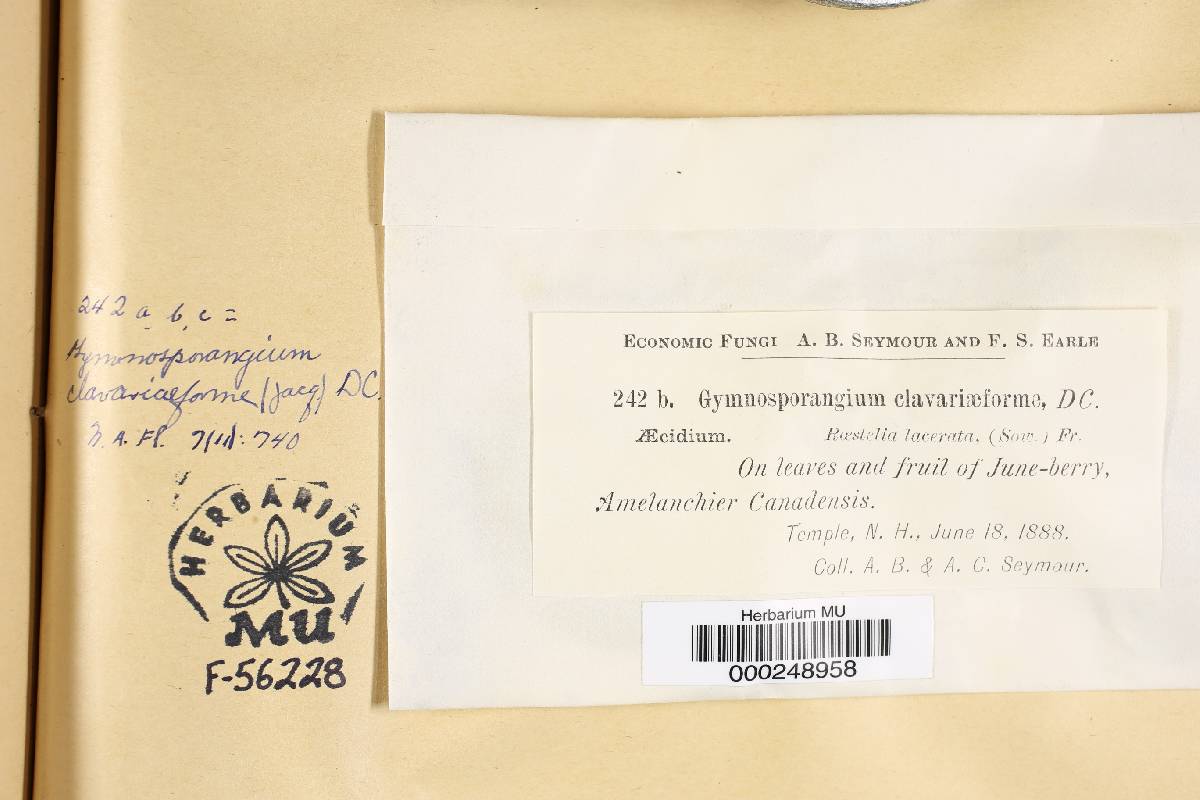 242 a, b, c =
Gymnosporangium
clavariaeforme (Jacq) DC.
N. A. Fl. 7(11): 740
HERBARIUM
MU
F-56228
ECONOMIC FUNGI A. B. SEYMOUR AND F. S. EARLE
242 b. Gymnosporangium clavariæforme, DC.
Æcidium. Rœstelia lacerata, (Sow.) Fr.
On leaves and fruit of June-berry,
Amelanchier Canadensis.
Temple, N. H., June 18, 1888.
Coll. A. B. & A. C. Seymour.
Herbarium MU
000248958